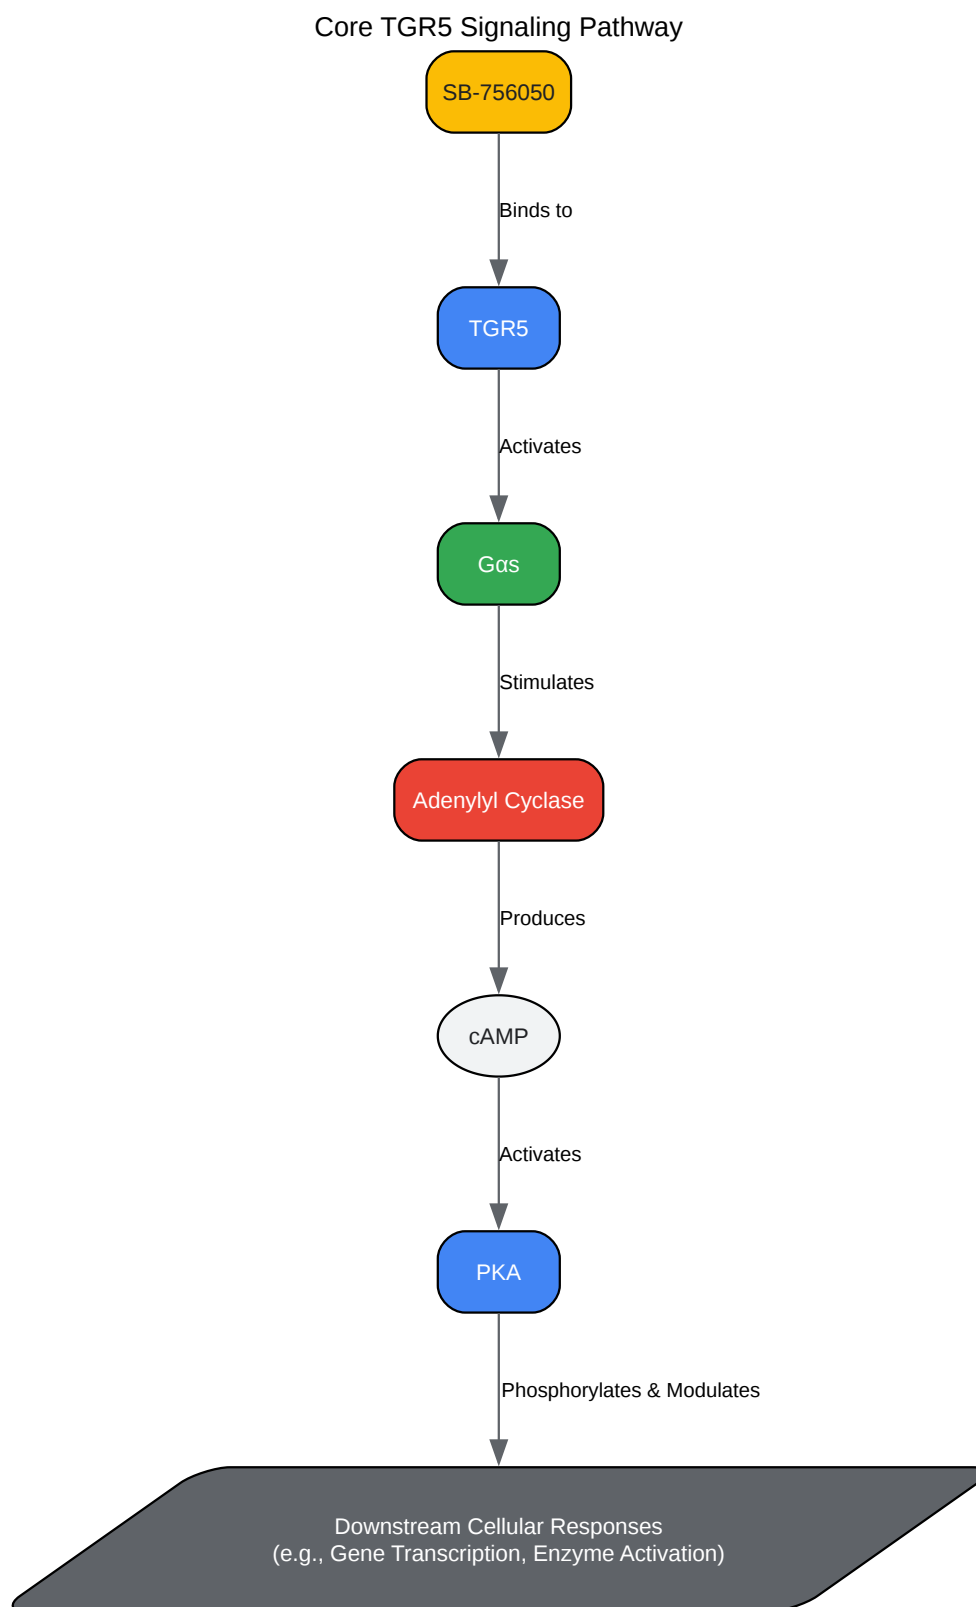 Core TGR5 Signaling Pathway
SB-756050
Binds to
TGR5
Activates
Gαs
Stimulates
Adenylyl Cyclase
Produces
cAMP
Activates
PKA
Phosphorylates & Modulates
Downstream Cellular Responses
(e.g., Gene Transcription, Enzyme Activation)